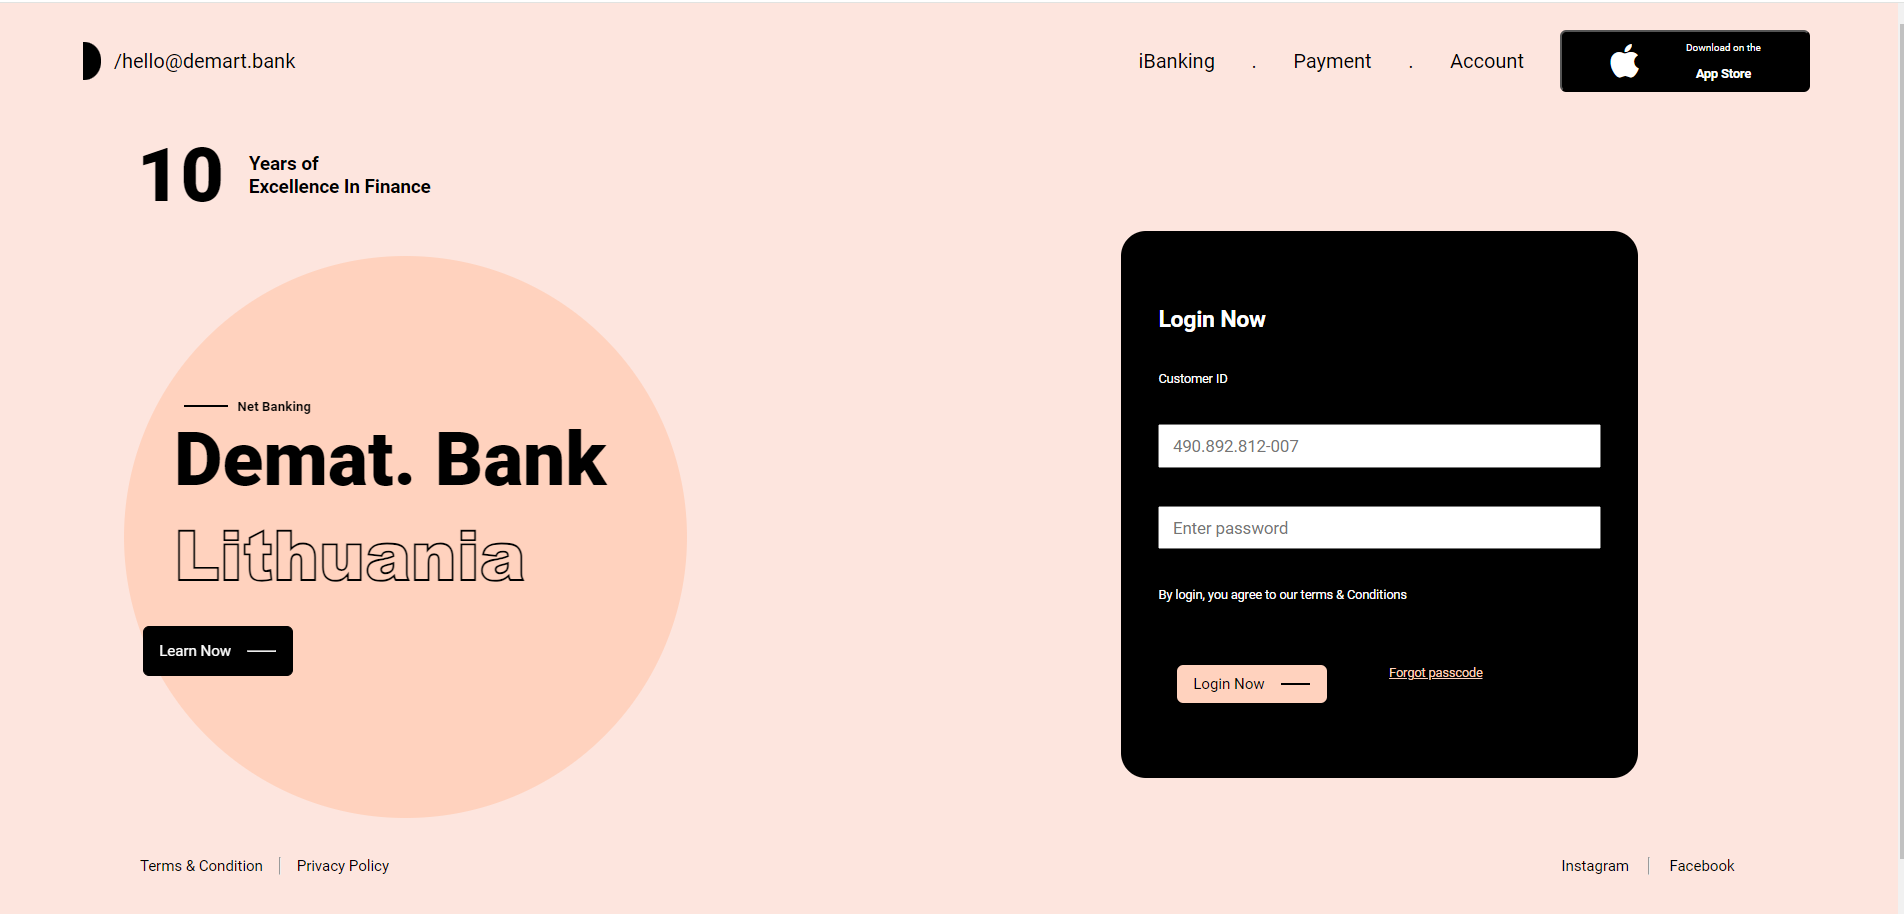 /hello@demart.bank
iBanking . Payment . Account
Download on the
App Store
10
Years of
Excellence In Finance
Net Banking
Demat. Bank
Lithuania
Learn Now
Login Now
Customer ID
490.892.812-007
Enter password
By login, you agree to our terms & Conditions
Login Now
Forgot passcode
Terms & Condition
Privacy Policy
Instagram
Facebook